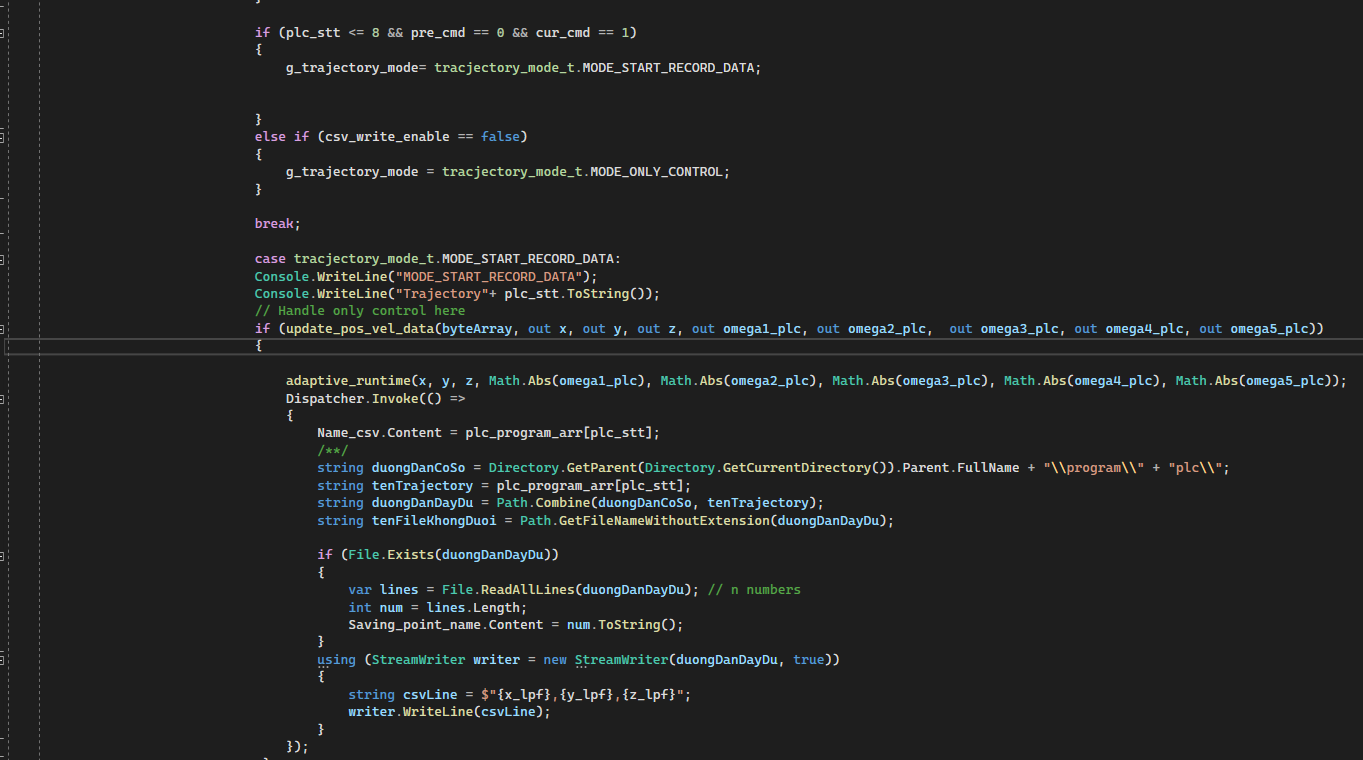 }
if (plc_stt <= 8 && pre_cmd == 0 && cur_cmd == 1)
{
g_trajectory_mode= tracjectory_mode_t.MODE_START_RECORD_DATA;
}
else if (csv_write_enable == false)
{
g_trajectory_mode = tracjectory_mode_t.MODE_ONLY_CONTROL;
}
break;
case tracjectory_mode_t.MODE_START_RECORD_DATA:
Console.WriteLine("MODE_START_RECORD_DATA");
Console.WriteLine("Trajectory"+ plc_stt.ToString());
// Handle only control here
if (update_pos_vel_data(byteArray, out x, out y, out z, out omega1_plc, out omega2_plc,  out omega3_plc, out omega4_plc, out omega5_plc))
{
adaptive_runtime(x, y, z, Math.Abs(omega1_plc), Math.Abs(omega2_plc), Math.Abs(omega3_plc), Math.Abs(omega4_plc), Math.Abs(omega5_plc));
Dispatcher.Invoke(() =>
{
Name_csv.Content = plc_program_arr[plc_stt];
/**/
string duongDanCoSo = Directory.GetParent(Directory.GetCurrentDirectory()).Parent.FullName + "\\program\\" + "plc\\";
string tenTrajectory = plc_program_arr[plc_stt];
string duongDanDayDu = Path.Combine(duongDanCoSo, tenTrajectory);
string tenFileKhongDuoi = Path.GetFileNameWithoutExtension(duongDanDayDu);
if (File.Exists(duongDanDayDu))
{
var lines = File.ReadAllLines(duongDanDayDu); // n numbers
int num = lines.Length;
Saving_point_name.Content = num.ToString();
}
using (StreamWriter writer = new StreamWriter(duongDanDayDu, true))
{
string csvLine = $"{x_lpf},{y_lpf},{z_lpf}";
writer.WriteLine(csvLine);
}
});
}